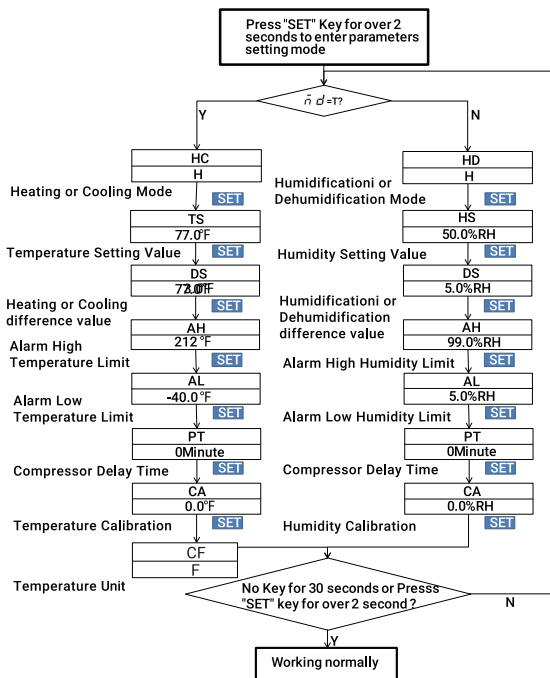 Press "SET" Key for over 2
seconds to enter parameters
setting mode
n̄ d =T?
Y
N
HC
H
Heating or Cooling Mode
SET
TS
77.0°F
Temperature Setting Value
SET
DS
Heating or Cooling
difference value
SET
AH
212°F
Alarm High
Temperature Limit
SET
AL
-40.0°F
Alarm Low
Temperature Limit
SET
PT
0Minute
Compressor Delay Time
SET
CA
0.0°F
Temperature Calibration
SET
CF
F
Temperature Unit
HD
H
Humidificationi or
Dehumidification Mode
SET
HS
50.0%RH
Humidity Setting Value
SET
DS
5.0%RH
Humidificationi or
Dehumidification
difference value
SET
AH
99.0%RH
Alarm High Humidity Limit
SET
AL
5.0%RH
Alarm Low Humidity Limit
SET
PT
0Minute
Compressor Delay Time
SET
CA
0.0%RH
Humidity Calibration
No Key for 30 seconds or Presss
"SET" key for over 2 second ?
N
Y
Working normally